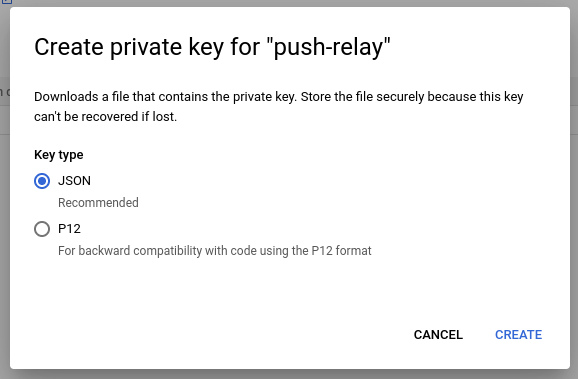 Create private key for "push-relay"
Downloads a file that contains the private key. Store the file securely because this key
can't be recovered if lost.
Key type
JSON
Recommended
P12
For backward compatibility with code using the P12 format
CANCEL CREATE